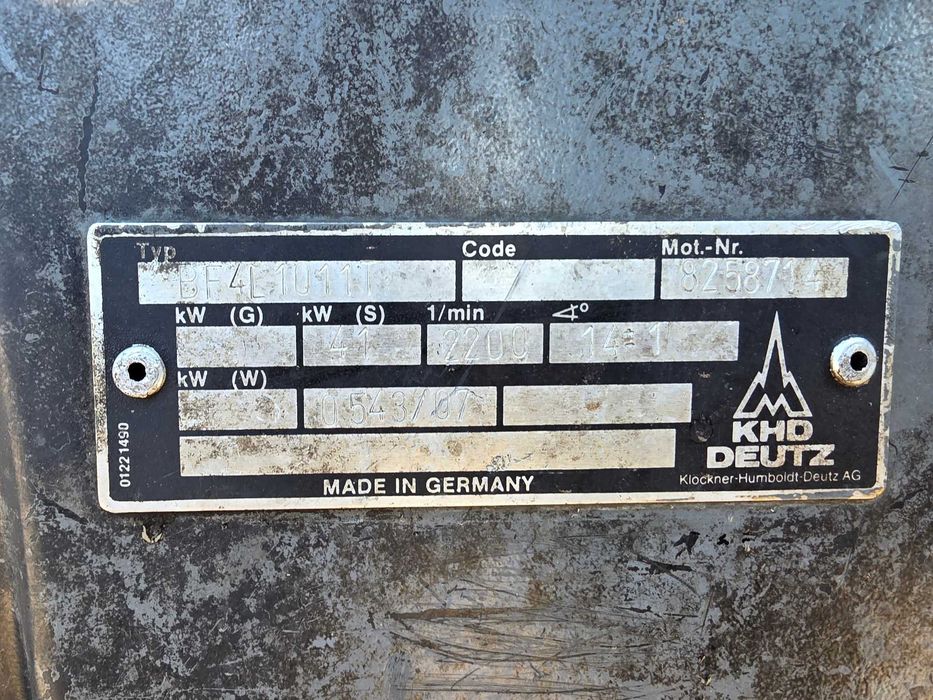 Typ Code Mot.-Nr.
BF4L1011T / 8258714
kW (G) kW (S) 1/min ∢°
41 2200 14-1
kW (W)
0543/07
01221490
KHD
DEUTZ
MADE IN GERMANY
Klöckner-Humboldt-Deutz AG